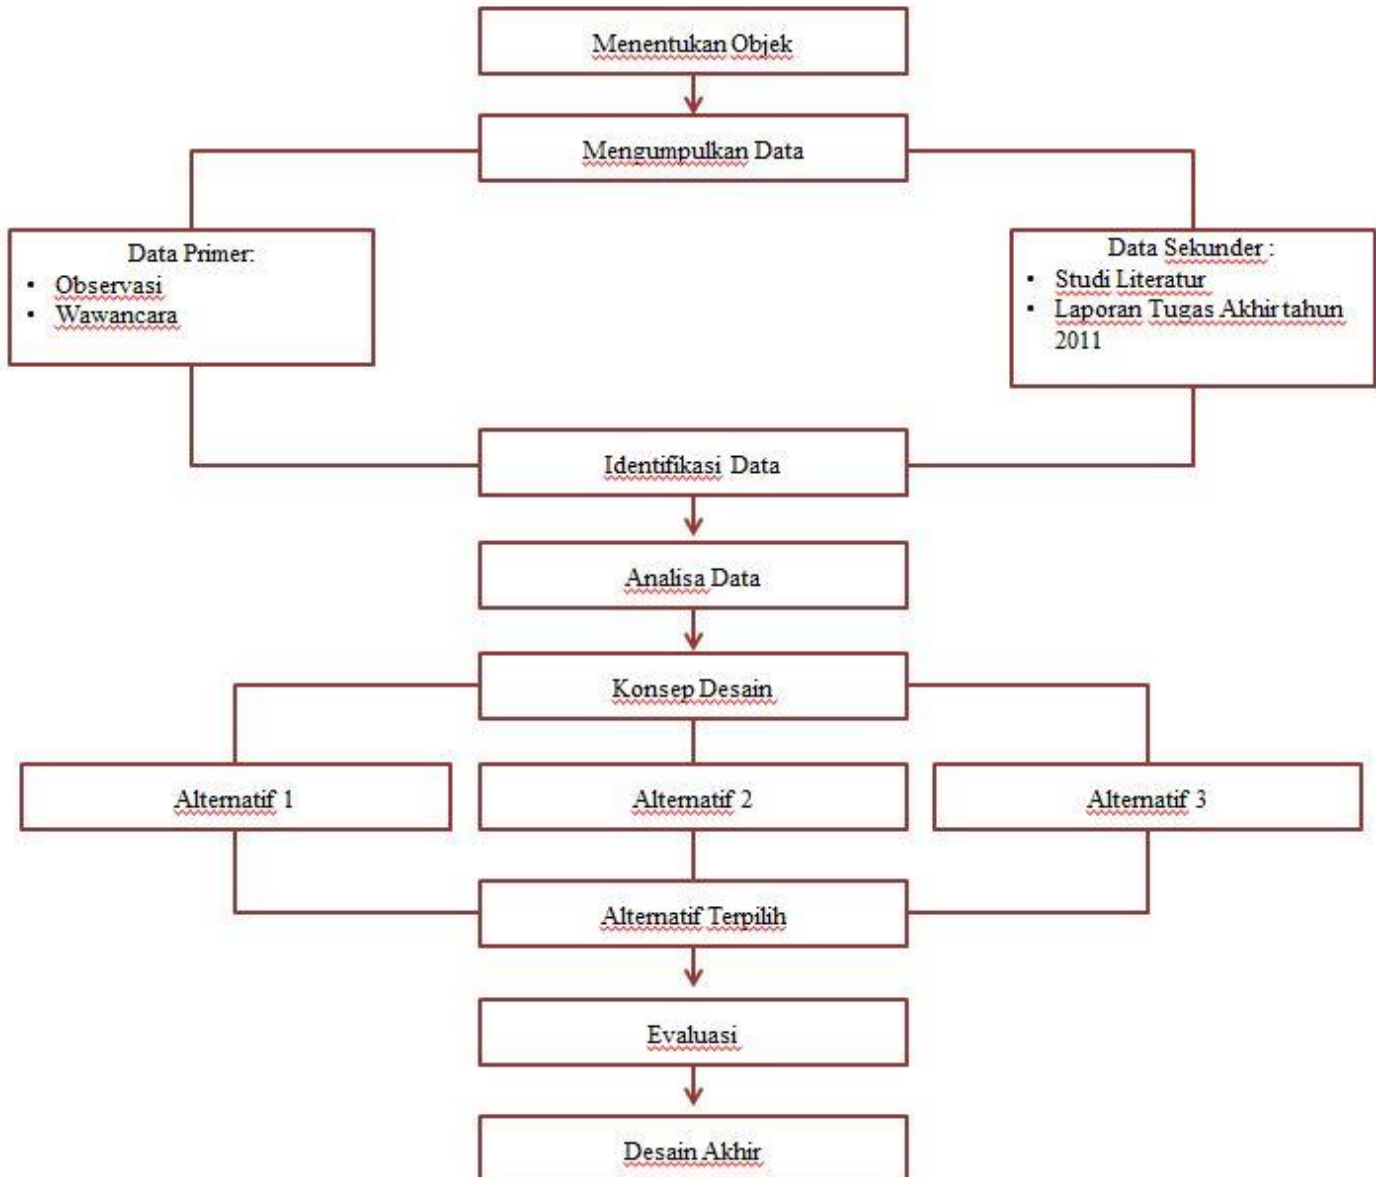 Menentukan Objek
Mengumpulkan Data
Data Primer:
• Observasi
• Wawancara
Data Sekunder :
• Studi Literatur
• Laporan Tugas Akhir tahun
2011
Identifikasi Data
Analisa Data
Konsep Desain
Alternatif 1
Alternatif 2
Alternatif 3
Alternatif Terpilih
Evaluasi
Desain Akhir